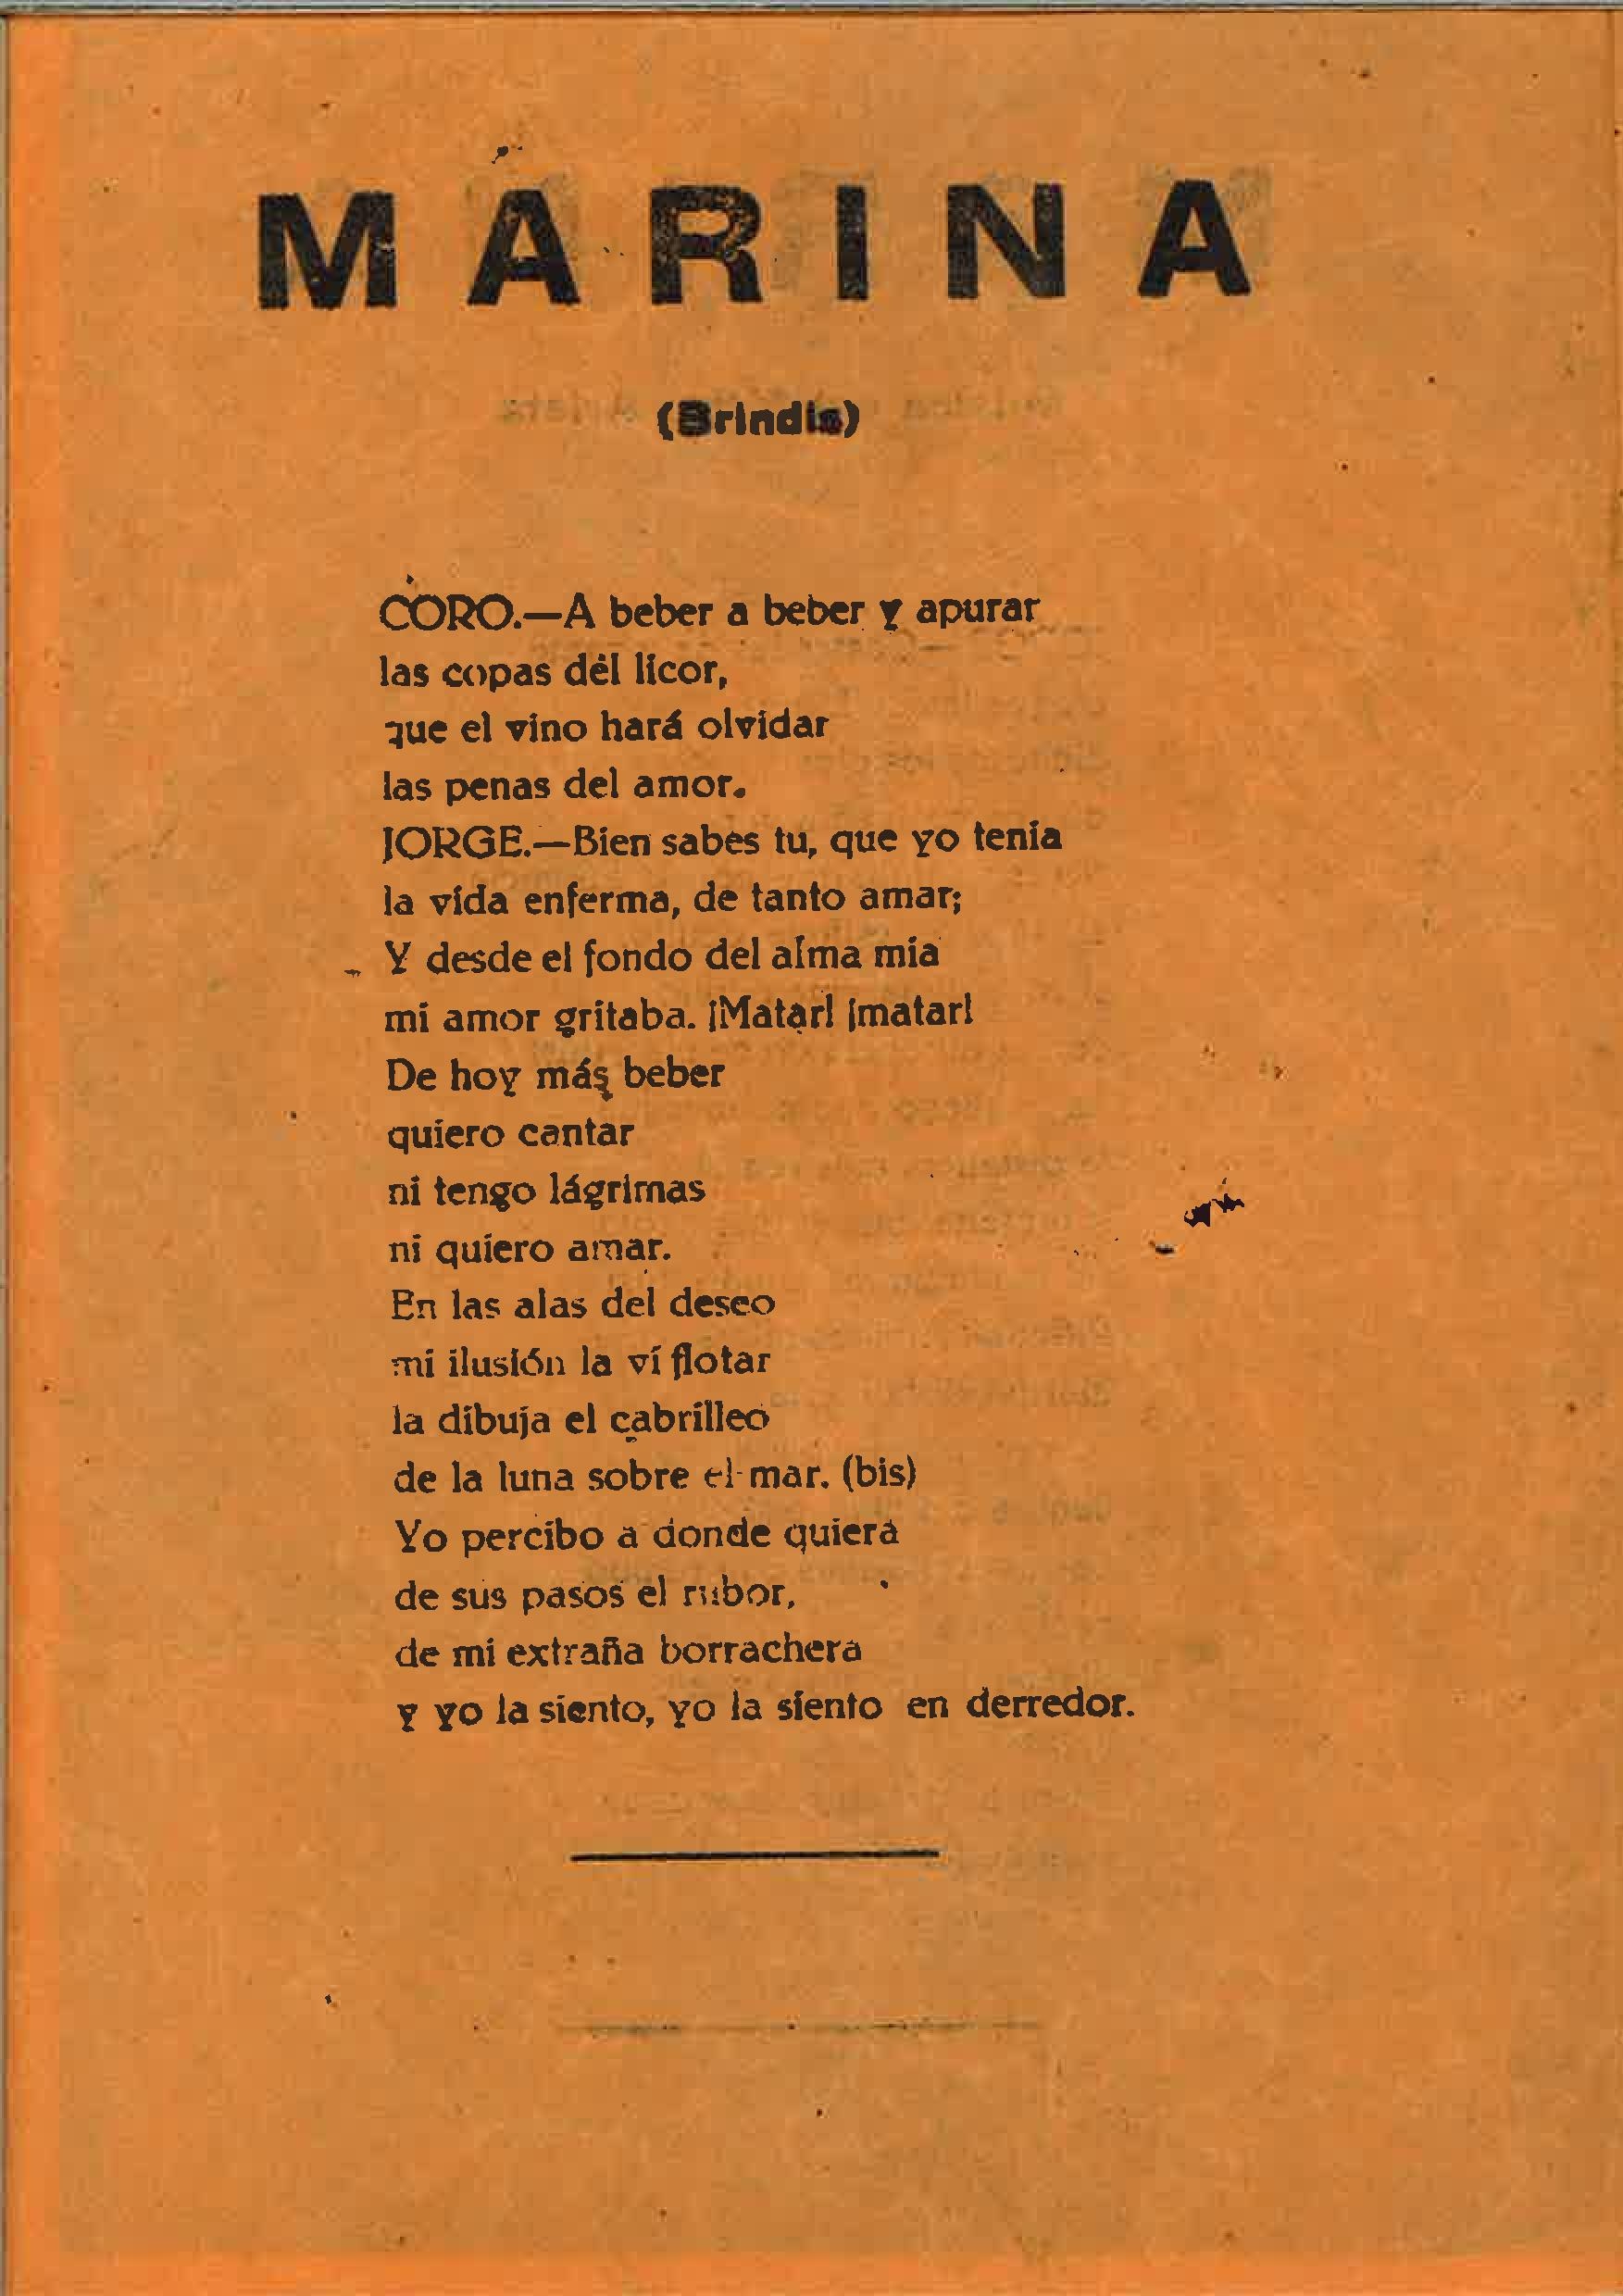 MARINA
(Brindis)
CORO.—A beber a beber y apurar
las copas del licor,
que el vino hará olvidar
las penas del amor.
JORGE.—Bien sabes tu, que yo tenia
la vida enferma, de tanto amar;
Y desde el fondo del alma mia
mi amor gritaba. ¡Matar! ¡matar!
De hoy más beber
quiero cantar
ni tengo lágrimas
ni quiero amar.
En las alas del deseo
mi ilusión la ví flotar
la dibuja el cabrilleo
de la luna sobre el mar. (bis)
Yo percibo a donde quiera
de sus pasos el rubor,
de mi extraña borrachera
y yo la siento, yo la siento en derredor.